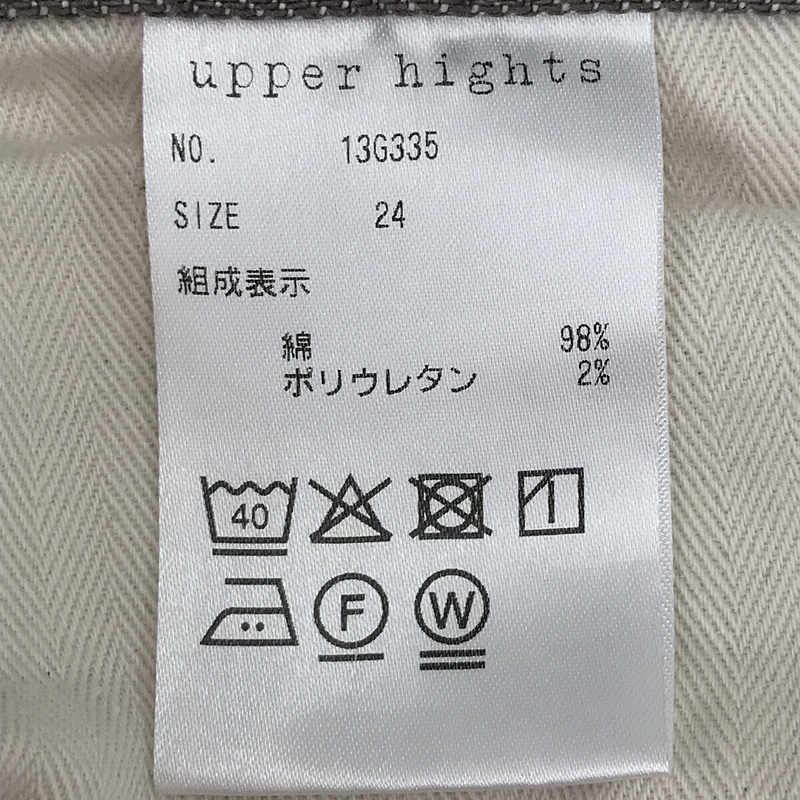 upper hights
NO. 13G335
SIZE 24
組成表示
綿 98%
ポリウレタン 2%
40
F W